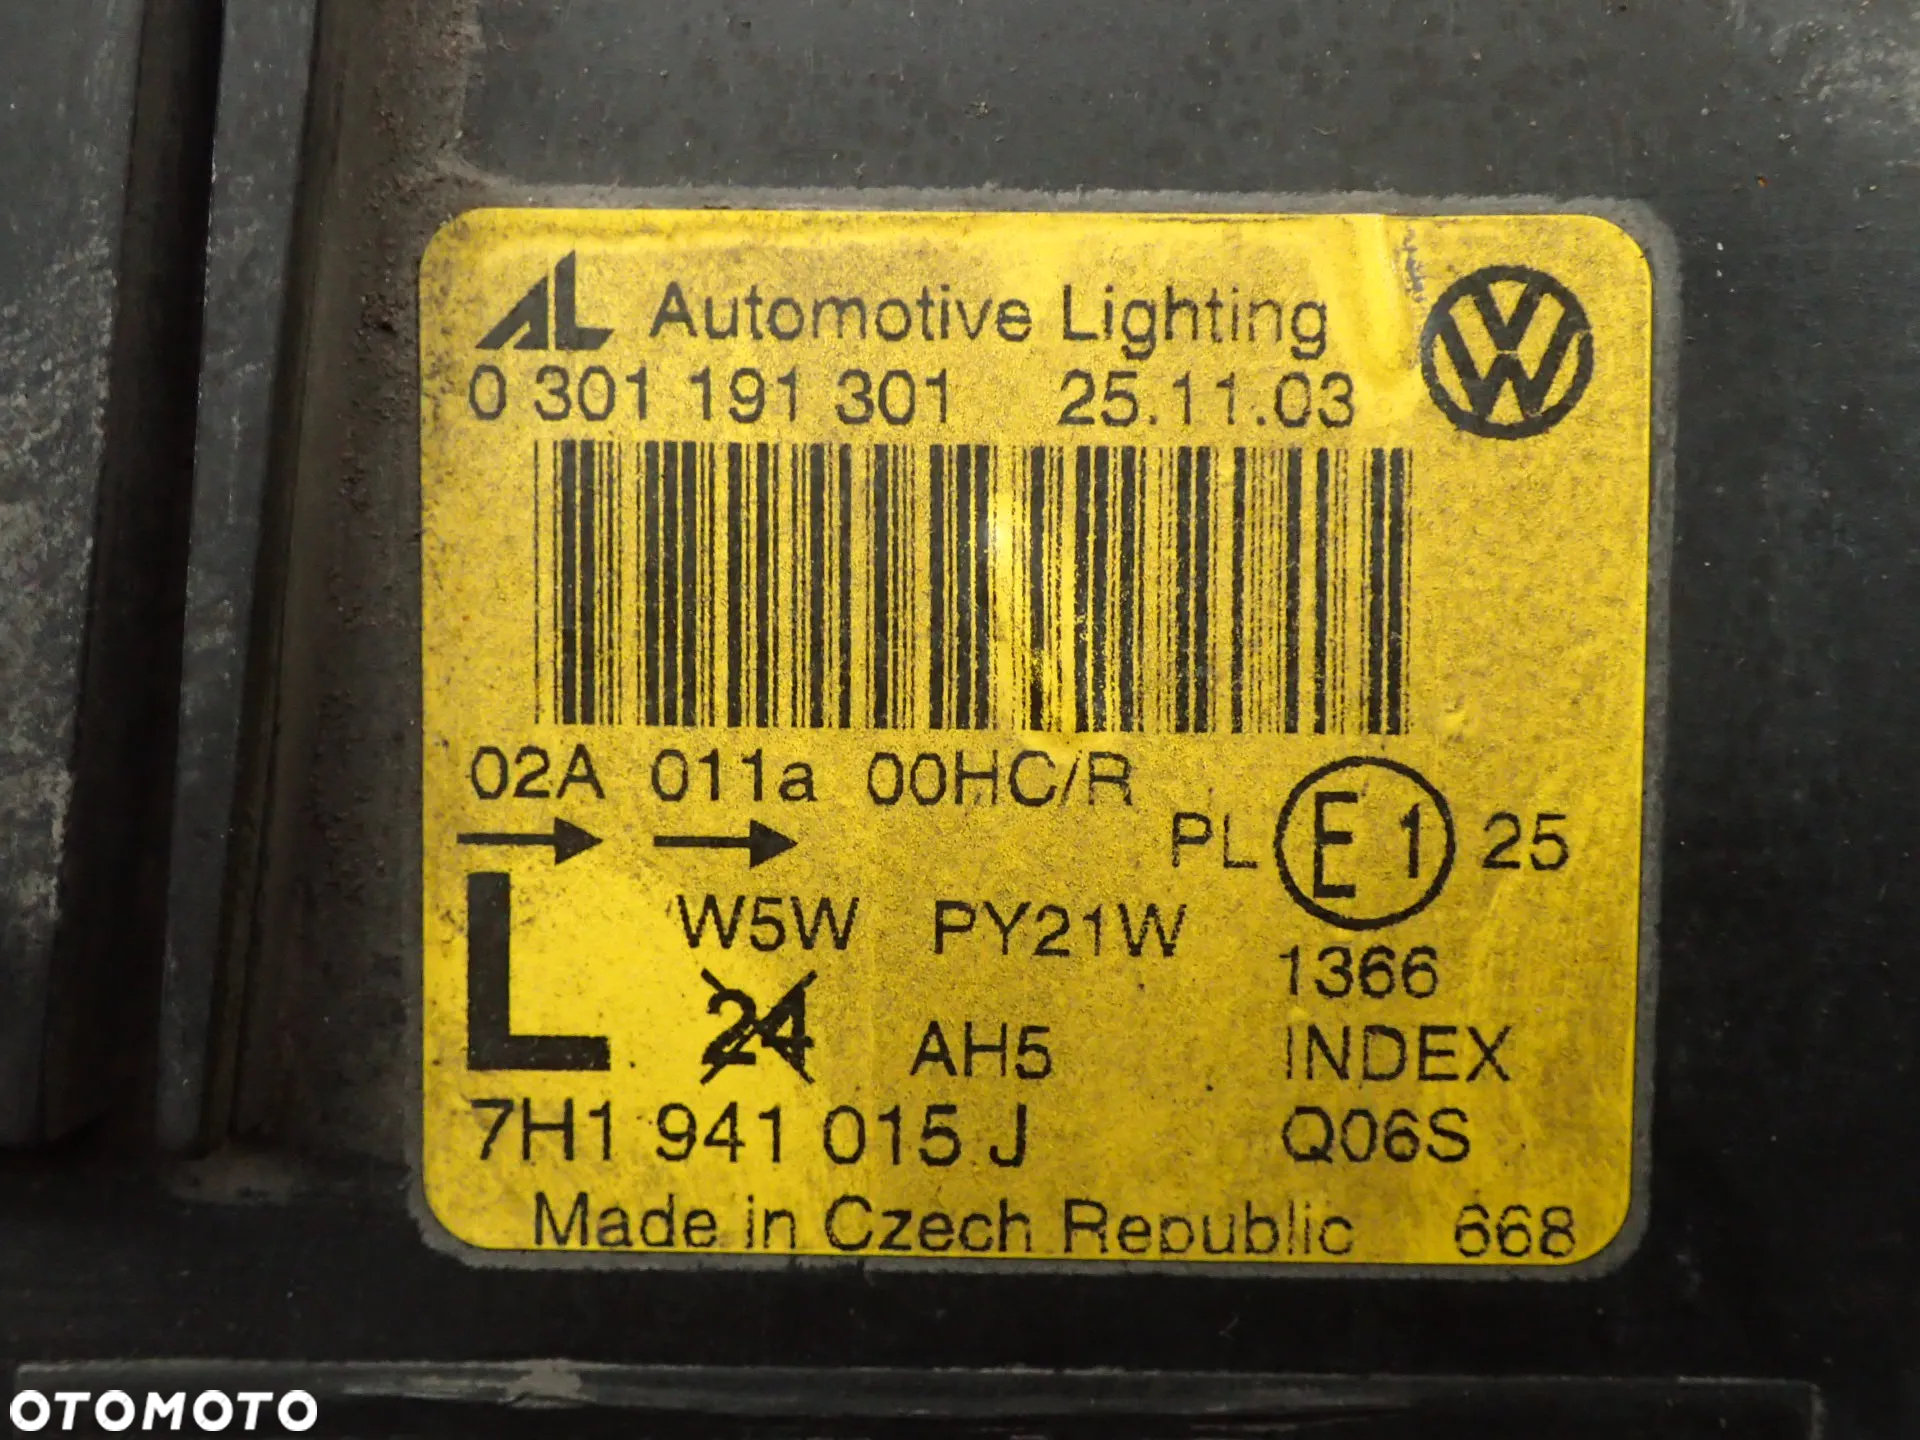 AL Automotive Lighting
0 301 191 301 25.11.03
02A 011a 00HC/R
PL E1 25
L W5W PY21W
1366
24 AH5 INDEX
7H1 941 015 J Q06S
Made in Czech Republic 668
OTOMOTO